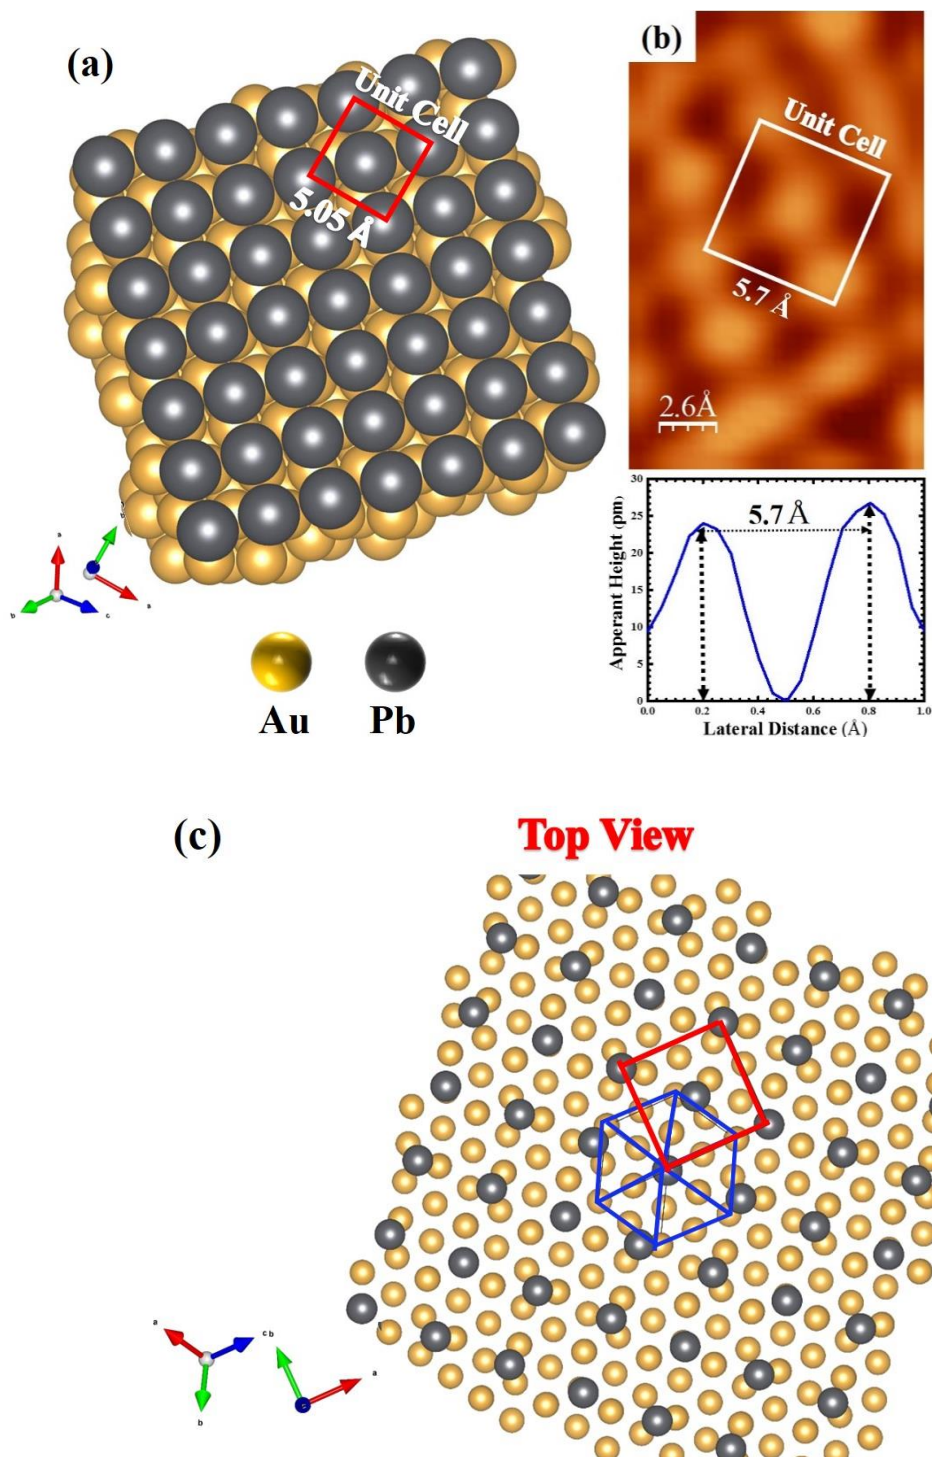 (a)
Unit Cell
5.05 Å
a
b
c
a
Au
Pb
(b)
Unit Cell
5.7 Å
2.6Å
30
25
20
15
10
5
0
Apperant Height (pm)
5.7 Å
0.0 0.2 0.4 0.6 0.8 1.0
Lateral Distance (Å)
(c)
Top View
a
c
b
b
a